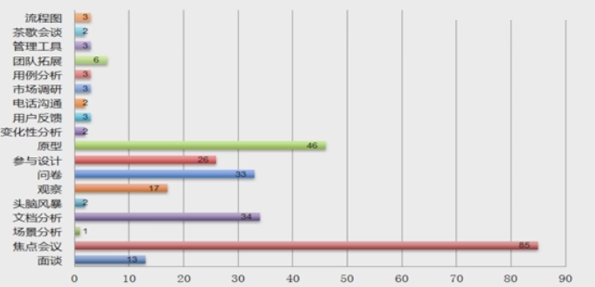 流程图 3
茶歇会谈 2
管理工具 3
团队拓展 6
用例分析 3
市场调研 3
电话沟通 2
用户反馈 3
变化性分析 2
原型 46
参与设计 26
问卷 33
观察 17
头脑风暴 2
文档分析 34
场景分析 1
焦点会议 85
面谈 13
0 10 20 30 40 50 60 70 80 90